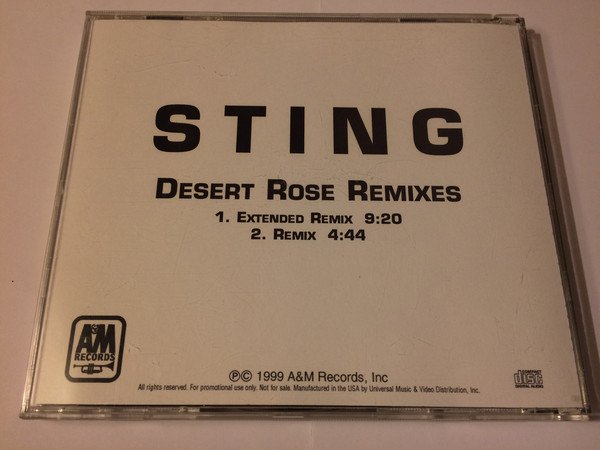 STING
DESERT ROSE REMIXES
1. EXTENDED REMIX 9:20
2. REMIX 4:44
A&M
RECORDS
℗© 1999 A&M Records, Inc
All rights reserved. For promotional use only. Not for sale. Manufactured in the USA by Universal Music & Video Distribution, Inc.
COMPACT
disc
DIGITAL AUDIO